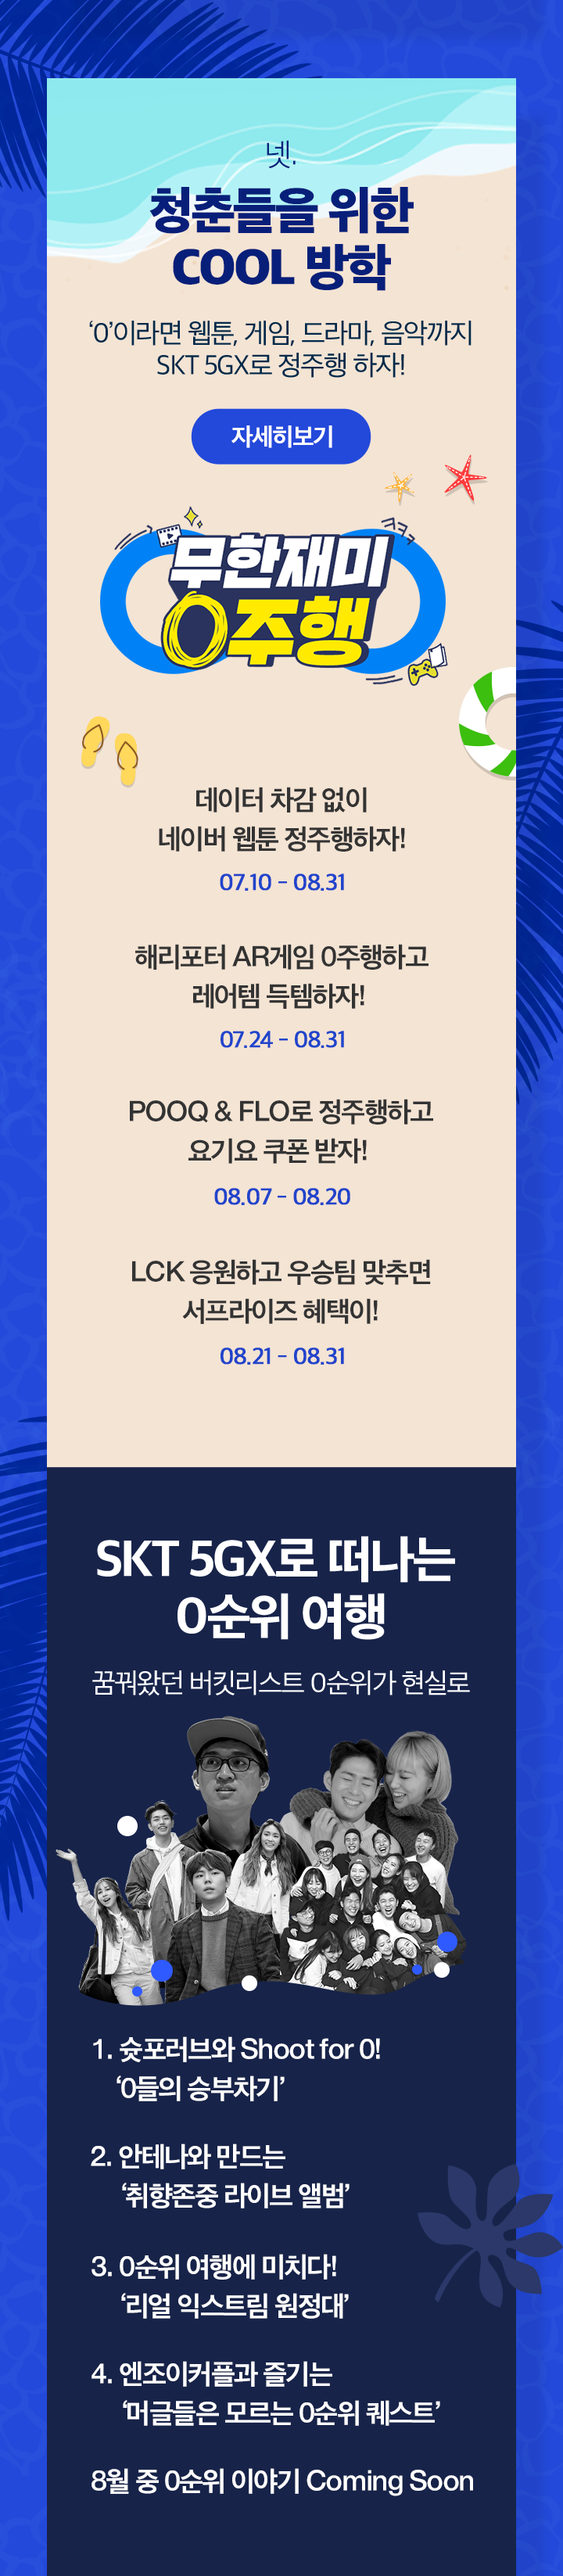 넷.
청춘들을 위한
COOL 방학
‘0’이라면 웹툰, 게임, 드라마, 음악까지
SKT 5GX로 정주행 하자!
자세히보기
ㅋㅋㅋ
무한재미
0주행
데이터 차감 없이
네이버 웹툰 정주행하자!
07.10 - 08.31
해리포터 AR게임 0주행하고
레어템 득템하자!
07.24 - 08.31
POOQ & FLO로 정주행하고
요기요 쿠폰 받자!
08.07 - 08.20
LCK 응원하고 우승팀 맞추면
서프라이즈 혜택이!
08.21 - 08.31
SKT 5GX로 떠나는
0순위 여행
꿈꿔왔던 버킷리스트 0순위가 현실로
1. 슛포러브와 Shoot for 0!
‘0들의 승부차기’
2. 안테나와 만드는
‘취향존중 라이브 앨범’
3. 0순위 여행에 미치다!
‘리얼 익스트림 원정대’
4. 엔조이커플과 즐기는
‘머글들은 모르는 0순위 퀘스트’
8월 중 0순위 이야기 Coming Soon